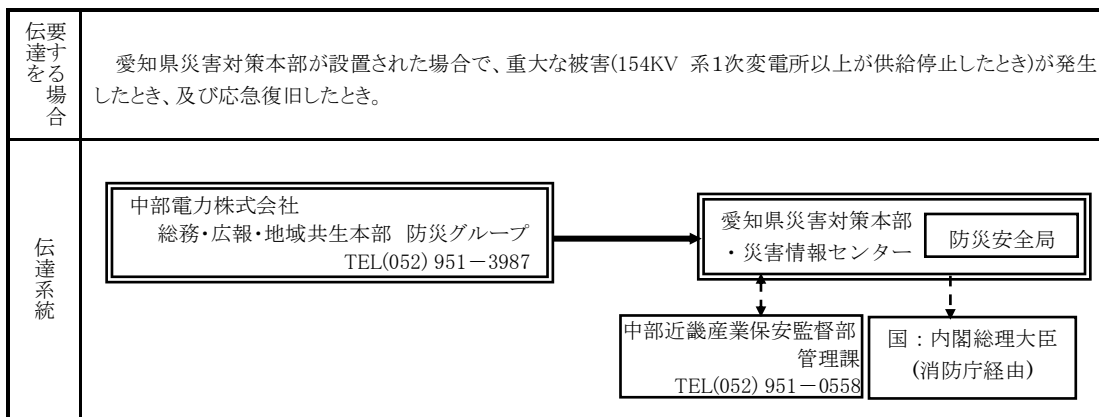 伝達を
要する場合
愛知県災害対策本部が設置された場合で、重大な被害(154KV 系1次変電所以上が供給停止したとき)が発生
したとき、及び応急復旧したとき。
伝達系統
中部電力株式会社
総務・広報・地域共生本部 防災グループ
TEL(052) 951－3987
愛知県災害対策本部
・災害情報センター
防災安全局
中部近畿産業保安監督部
管理課
TEL(052) 951－0558
国：内閣総理大臣
(消防庁経由)